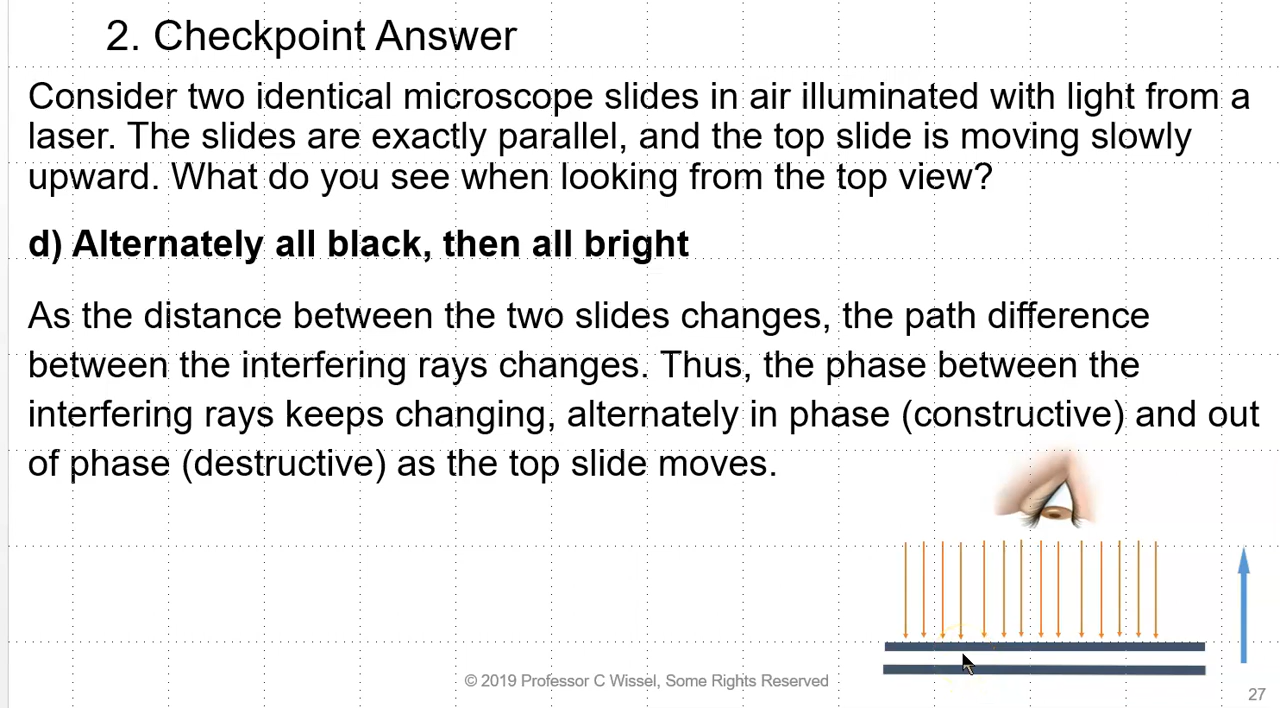 2. Checkpoint Answer
Consider two identical microscope slides in air illuminated with light from a
laser. The slides are exactly parallel, and the top slide is moving slowly
upward. What do you see when looking from the top view?
d) Alternately all black, then all bright
As the distance between the two slides changes, the path difference
between the interfering rays changes. Thus, the phase between the
interfering rays keeps changing, alternately in phase (constructive) and out
of phase (destructive) as the top slide moves.
© 2019 Professor C Wissel, Some Rights Reserved
27